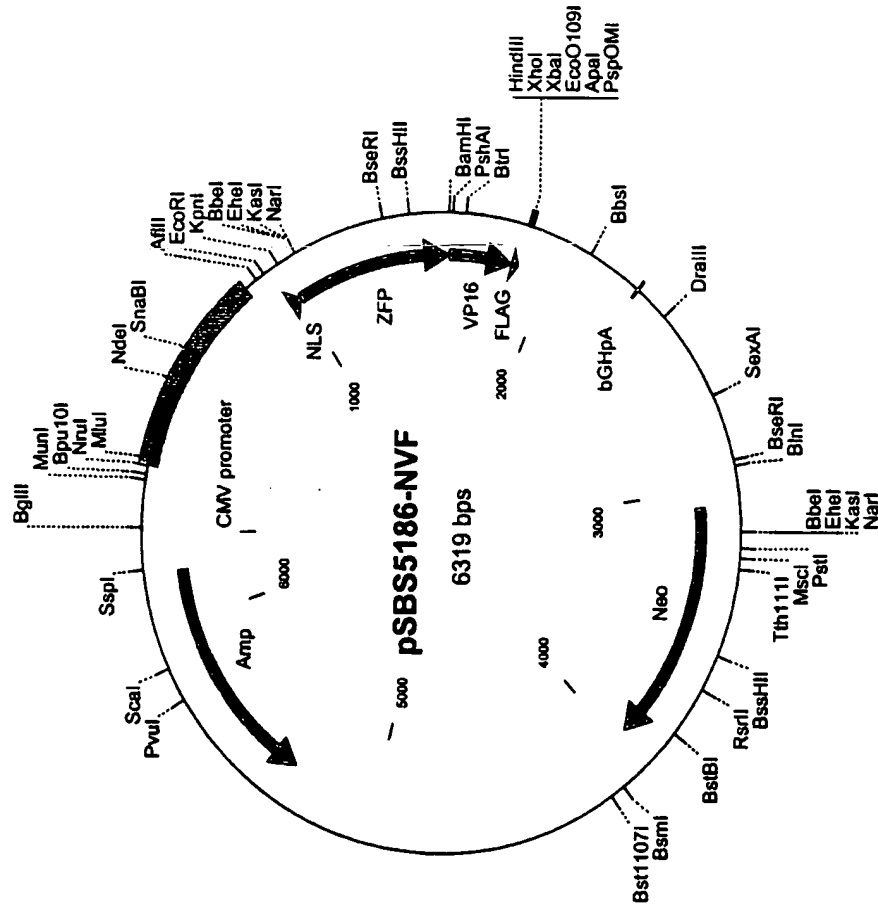 pSBS5186-NVF
6319 bps
BglII
MunI
Bpu10I
NruI
MluI
NdeI
SnaBI
AflII
EcoRI
KpnI
BbeI
EheI
KasI
NarI
BseRI
BssHII
BamHI
PshAI
BtrI
HindIII
XhoI
XbaI
EcoO109I
ApaI
PspOMI
BbsI
DraIII
SexAI
BseRI
BlnI
BbeI
EheI
KasI
NarI
PstI
MscI
Tth111I
BssHII
RsrII
BstBI
BsmI
Bst1107I
PvuI
ScaI
SspI
CMV promoter
NLS
ZFP
VP16
FLAG
bGHpA
Neo
Amp
1000
2000
3000
4000
5000
6000